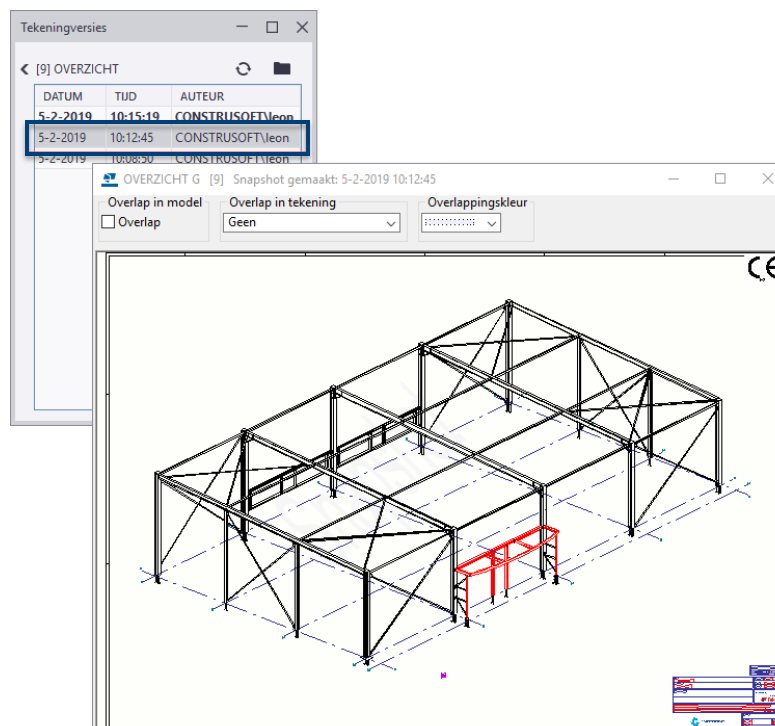 Tekeningversies
[9] OVERZICHT
DATUM TIJD AUTEUR
5-2-2019 10:15:19 CONSTRUSOFT\leon
5-2-2019 10:12:45 CONSTRUSOFT\leon
5-2-2019 10:08:50 CONSTRUSOFT\leon
OVERZICHT G [9] Snapshot gemaakt: 5-2-2019 10:12:45
Overlap in model Overlap in tekening Overlappingskleur
Overlap Geen
CE